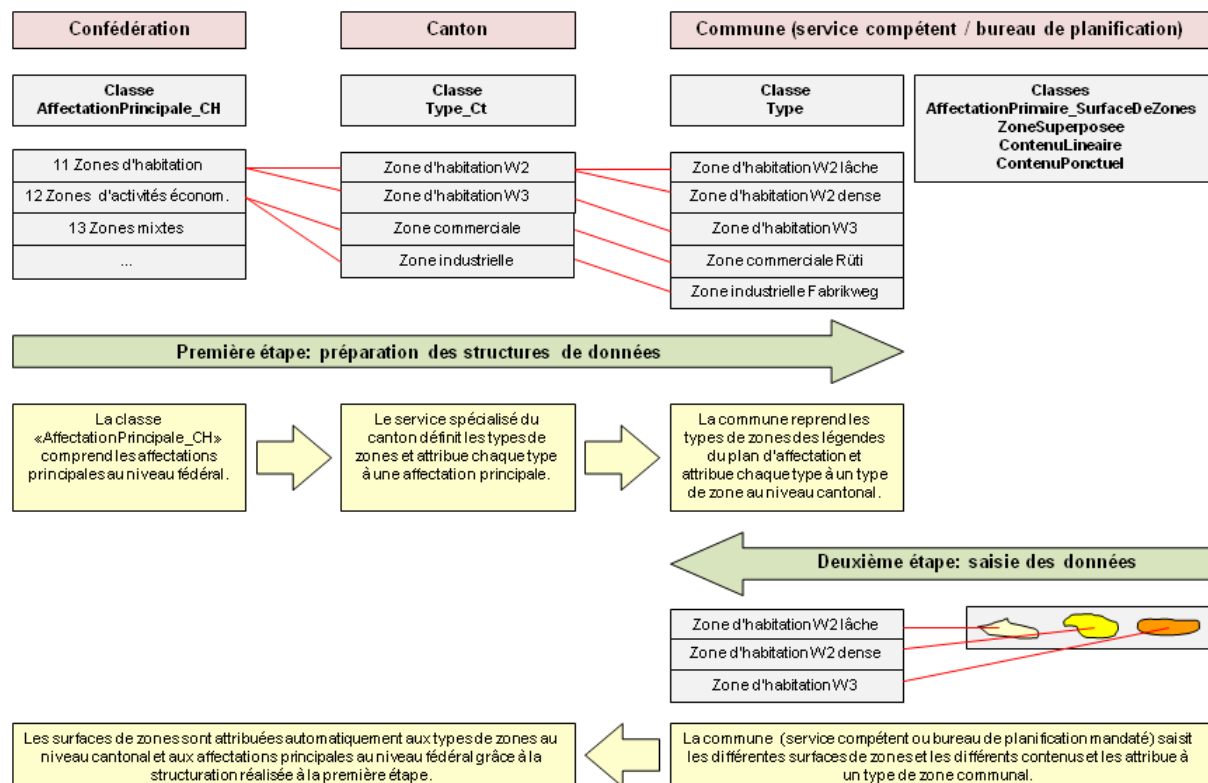 Confédération
Canton
Commune (service compétent / bureau de planification)
Classe
AffectationPrincipale_CH
Classe
Type_Ct
Classe
Type
Classes
AffectationPrimaire_SurfaceDeZones
ZoneSuperposee
ContenuLineaire
ContenuPonctuel
11 Zones d'habitation
12 Zones d'activités économ.
13 Zones mixtes
...
Zone d'habitation W2
Zone d'habitation W3
Zone commerciale
Zone industrielle
Zone d'habitation W2 lâche
Zone d'habitation W2 dense
Zone d'habitation W3
Zone commerciale Rüti
Zone industrielle Fabrikweg
Première étape: préparation des structures de données
La classe
«AffectationPrincipale_CH»
comprend les affectations
principales au niveau fédéral.
Le service spécialisé du
canton définit les types de
zones et attribue chaque type
à une affectation principale.
La commune reprend les
types de zones des légendes
du plan d'affectation et
attribue chaque type à un type
de zone au niveau cantonal.
Deuxième étape: saisie des données
Zone d'habitation W2 lâche
Zone d'habitation W2 dense
Zone d'habitation W3
Les surfaces de zones sont attribuées automatiquement aux types de zones au
niveau cantonal et aux affectations principales au niveau fédéral grâce à la
structuration réalisée à la première étape.
La commune (service compétent ou bureau de planification mandaté) saisit
les différentes surfaces de zones et les différents contenus et les attribue à
un type de zone communal.